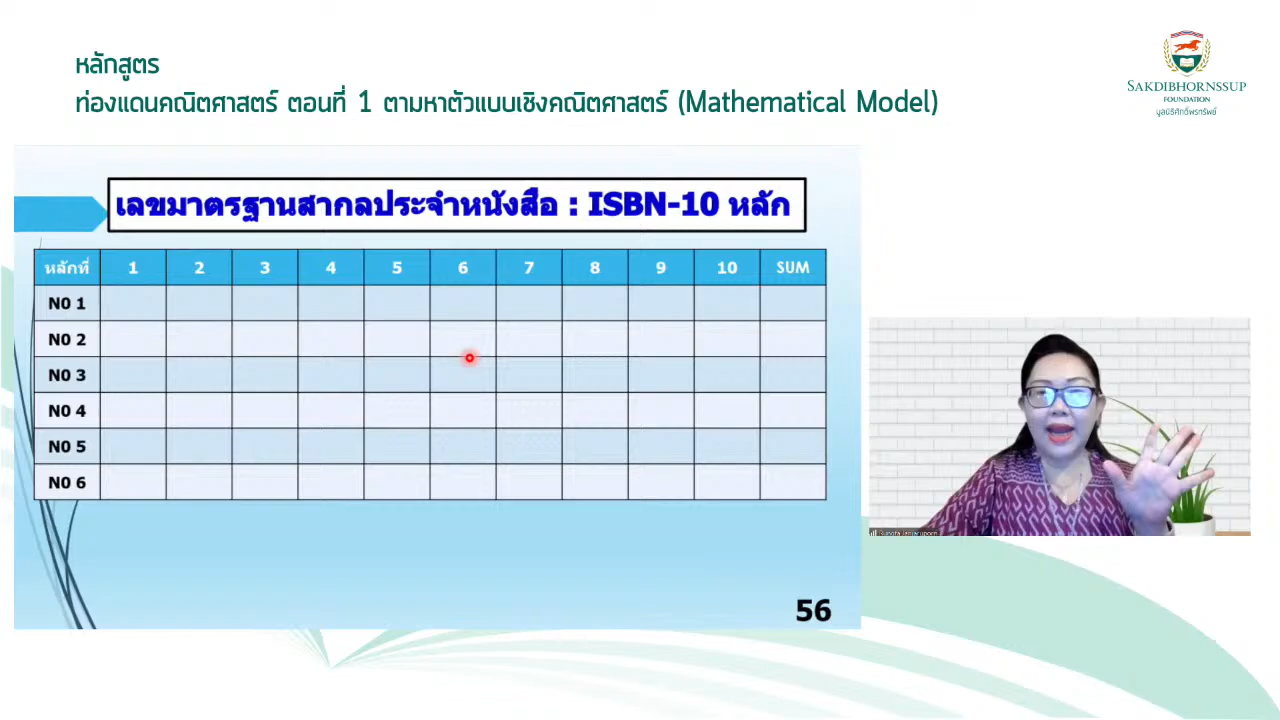 หลักสูตร
ท่องแดนคณิตศาสตร์ ตอนที่ 1 ตามหาตัวแบบเชิงคณิตศาสตร์ (Mathematical Model)
SAKDIBHORNSSUP
FOUNDATION
มูลนิธิศักดิ์พรทรัพย์
เลขมาตรฐานสากลประจำหนังสือ : ISBN-10 หลัก
หลักที่ 1 2 3 4 5 6 7 8 9 10 SUM
N0 1
N0 2
N0 3
N0 4
N0 5
N0 6
56